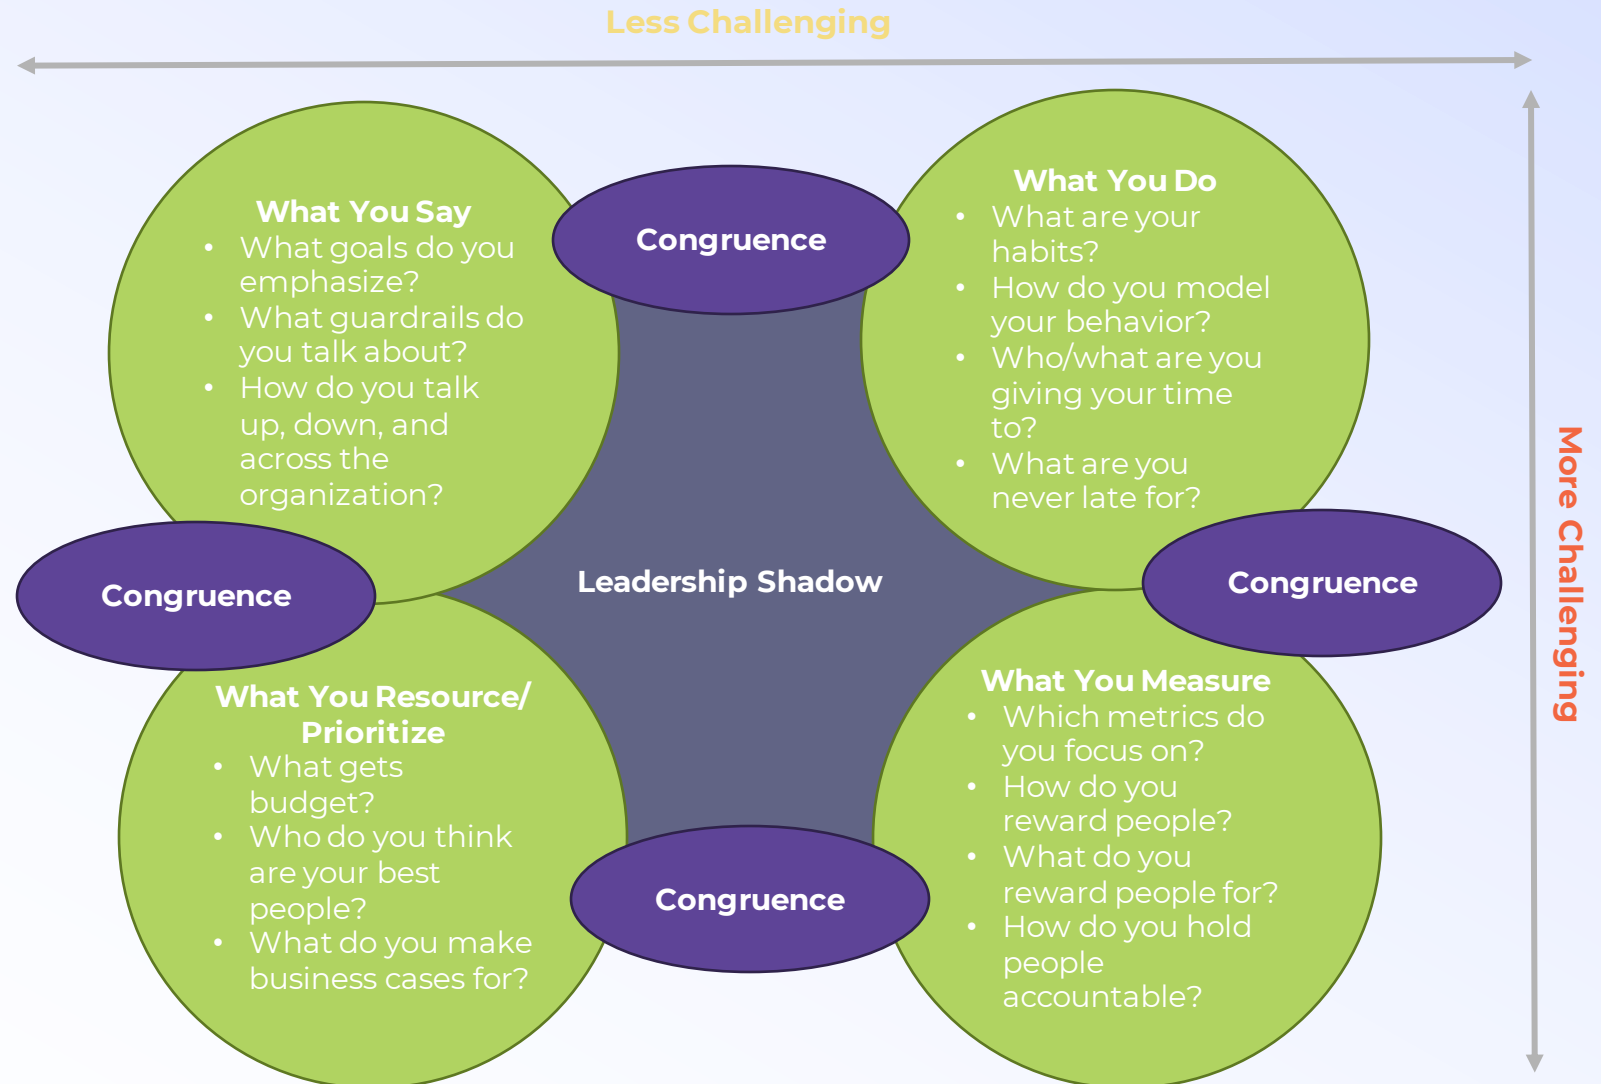 Less Challenging
What You Say
• What goals do you
emphasize?
• What guardrails do
you talk about?
• How do you talk
up, down, and
across the
organization?
Congruence
What You Do
• What are your
habits?
• How do you model
your behavior?
• Who/what are you
giving your time
to?
• What are you
never late for?
More Challenging
Congruence
Leadership Shadow
Congruence
What You Resource/
Prioritize
• What gets
budget?
• Who do you think
are your best
people?
• What do you make
business cases for?
Congruence
What You Measure
• Which metrics do
you focus on?
• How do you
reward people?
• What do you
reward people for?
• How do you hold
people
accountable?